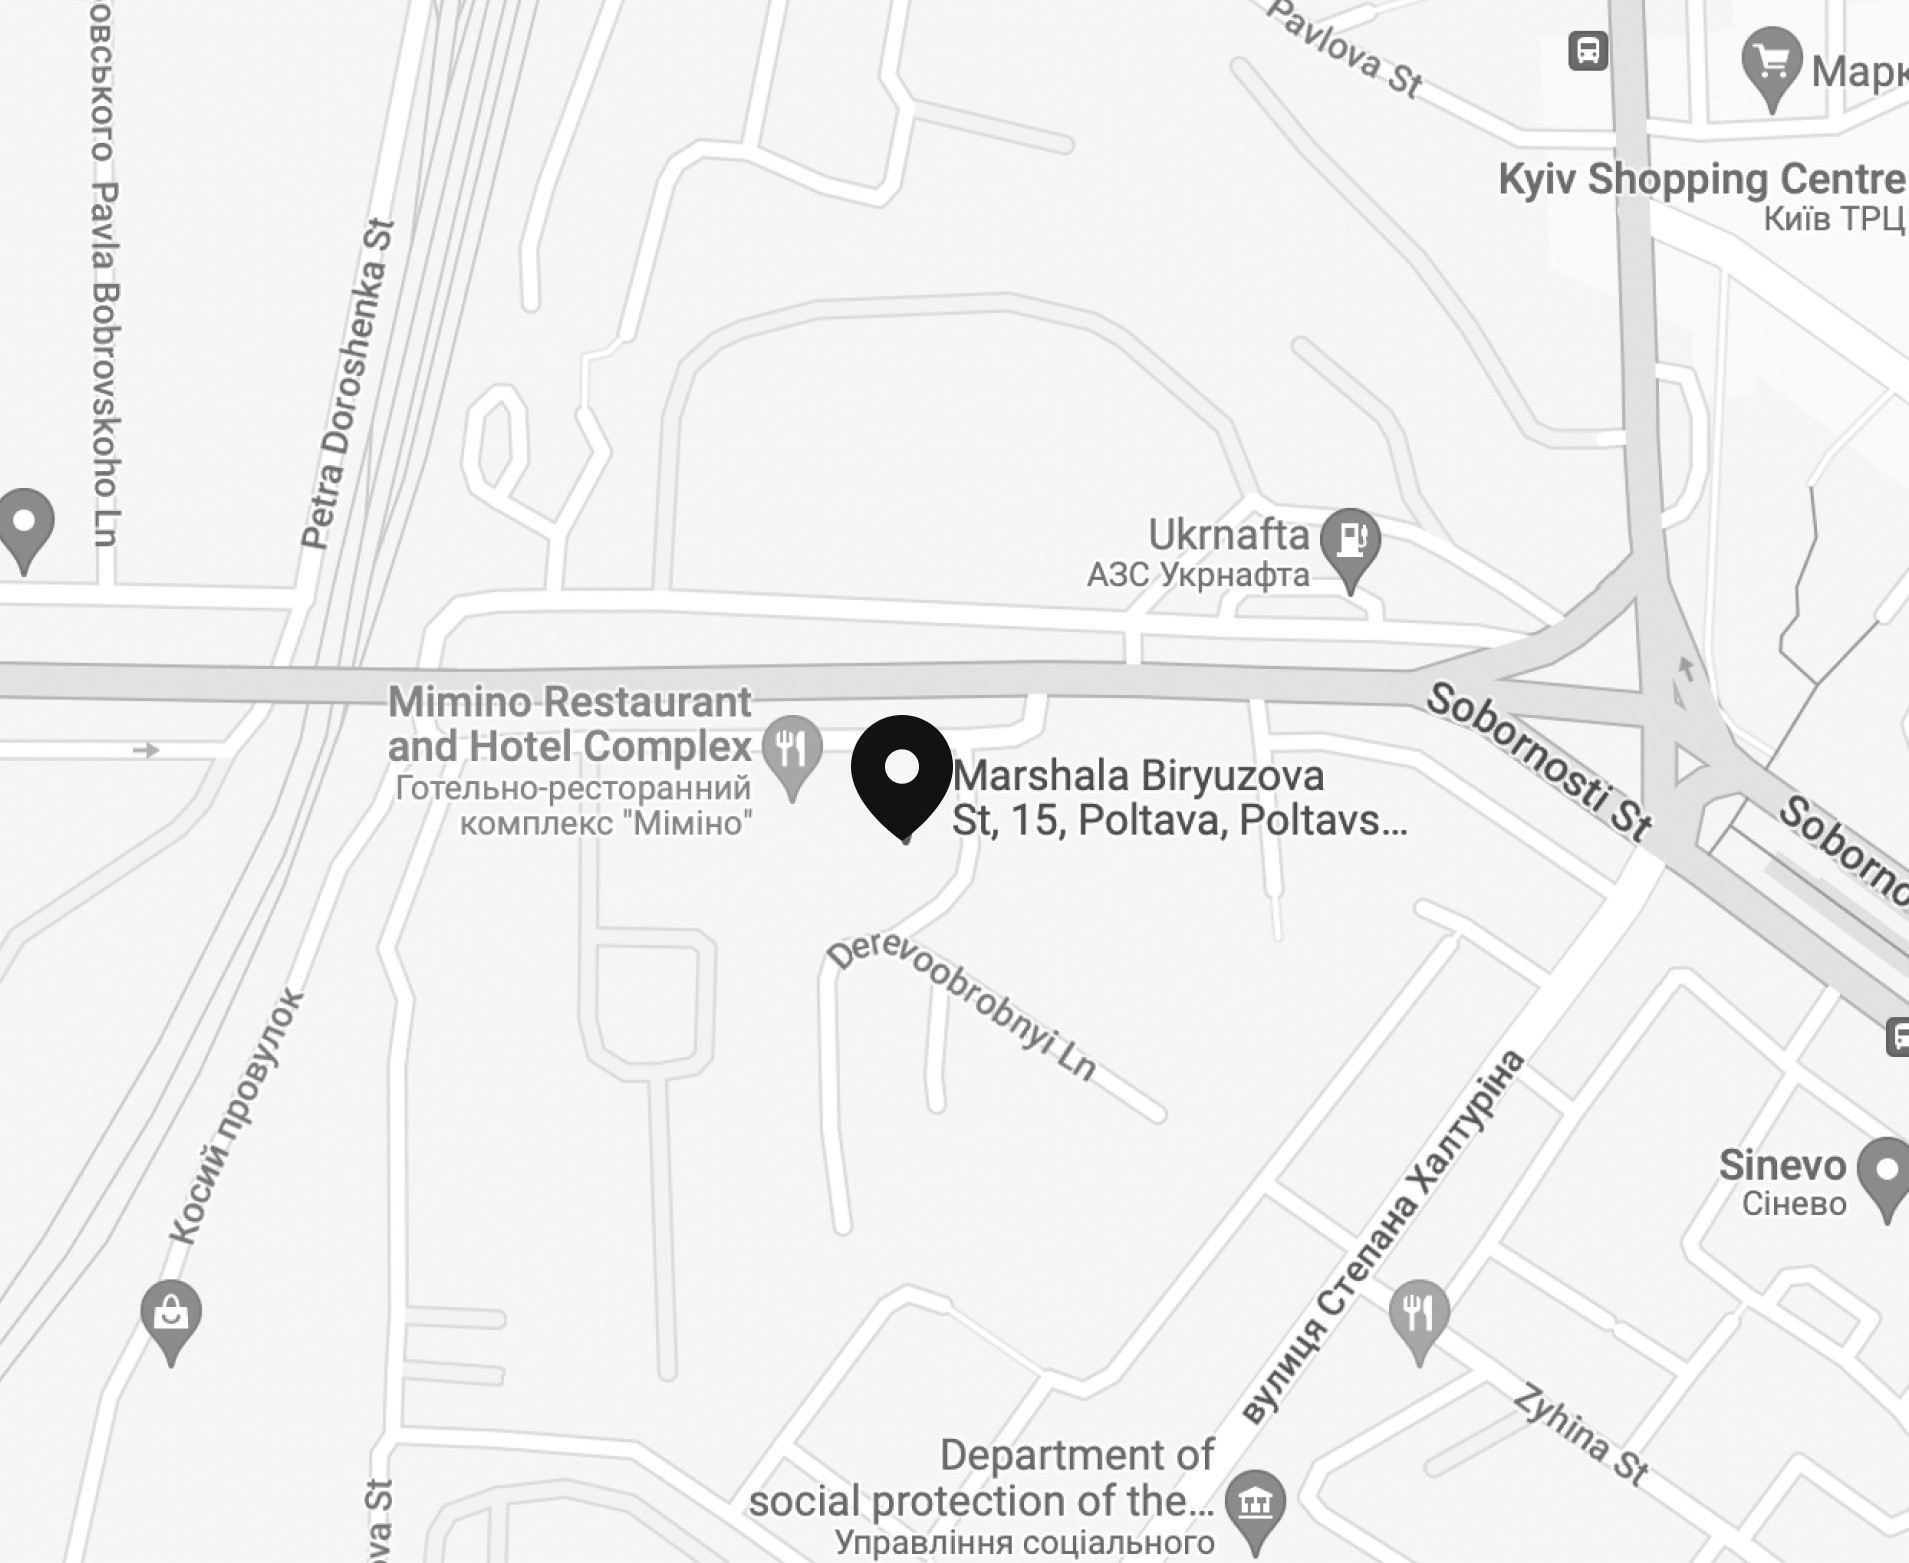 Pavlova St
Марк
Kyiv Shopping Centre
Київ ТРЦ
Pavla Bobrovskoho Ln
Petra Doroshenka St
Ukrnafta
АЗС Укрнафта
Mimino Restaurant
and Hotel Complex
Готельно-ресторанний
комплекс "Міміно"
Marshala Biryuzova
St, 15, Poltava, Poltavs...
Sobornosti St
Soborno
Derevoobrobnyi Ln
Косий провулок
вулиця Степана Халтуріна
Sinevo
Сінево
Zyhina St
Department of
social protection of the...
Управління соціального
St